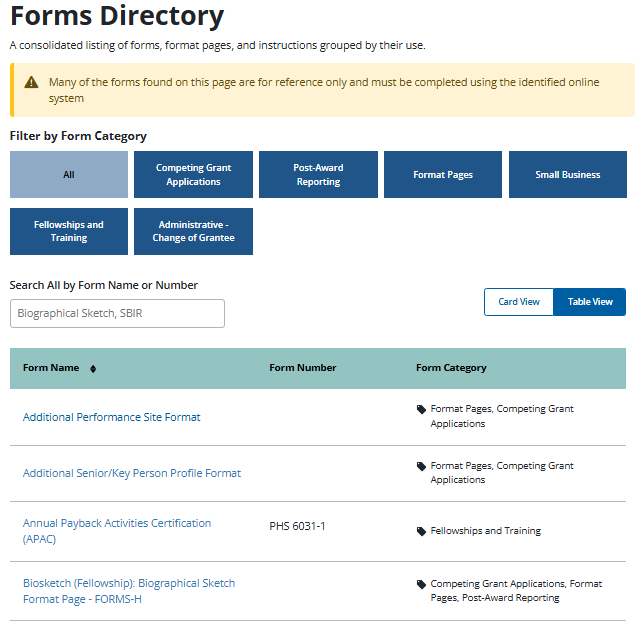 Forms Directory
A consolidated listing of forms, format pages, and instructions grouped by their use.
Many of the forms found on this page are for reference only and must be completed using the identified online
system
Filter by Form Category
All
Competing Grant
Applications
Post-Award
Reporting
Format Pages
Small Business
Fellowships and
Training
Administrative -
Change of Grantee
Search All by Form Name or Number
Biographical Sketch, SBIR
Card View
Table View
Form Name
Form Number
Form Category
Additional Performance Site Format
Format Pages, Competing Grant
Applications
Additional Senior/Key Person Profile Format
Format Pages, Competing Grant
Applications
Annual Payback Activities Certification
(APAC)
PHS 6031-1
Fellowships and Training
Biosketch (Fellowship): Biographical Sketch
Format Page - FORMS-H
Competing Grant Applications, Format
Pages, Post-Award Reporting